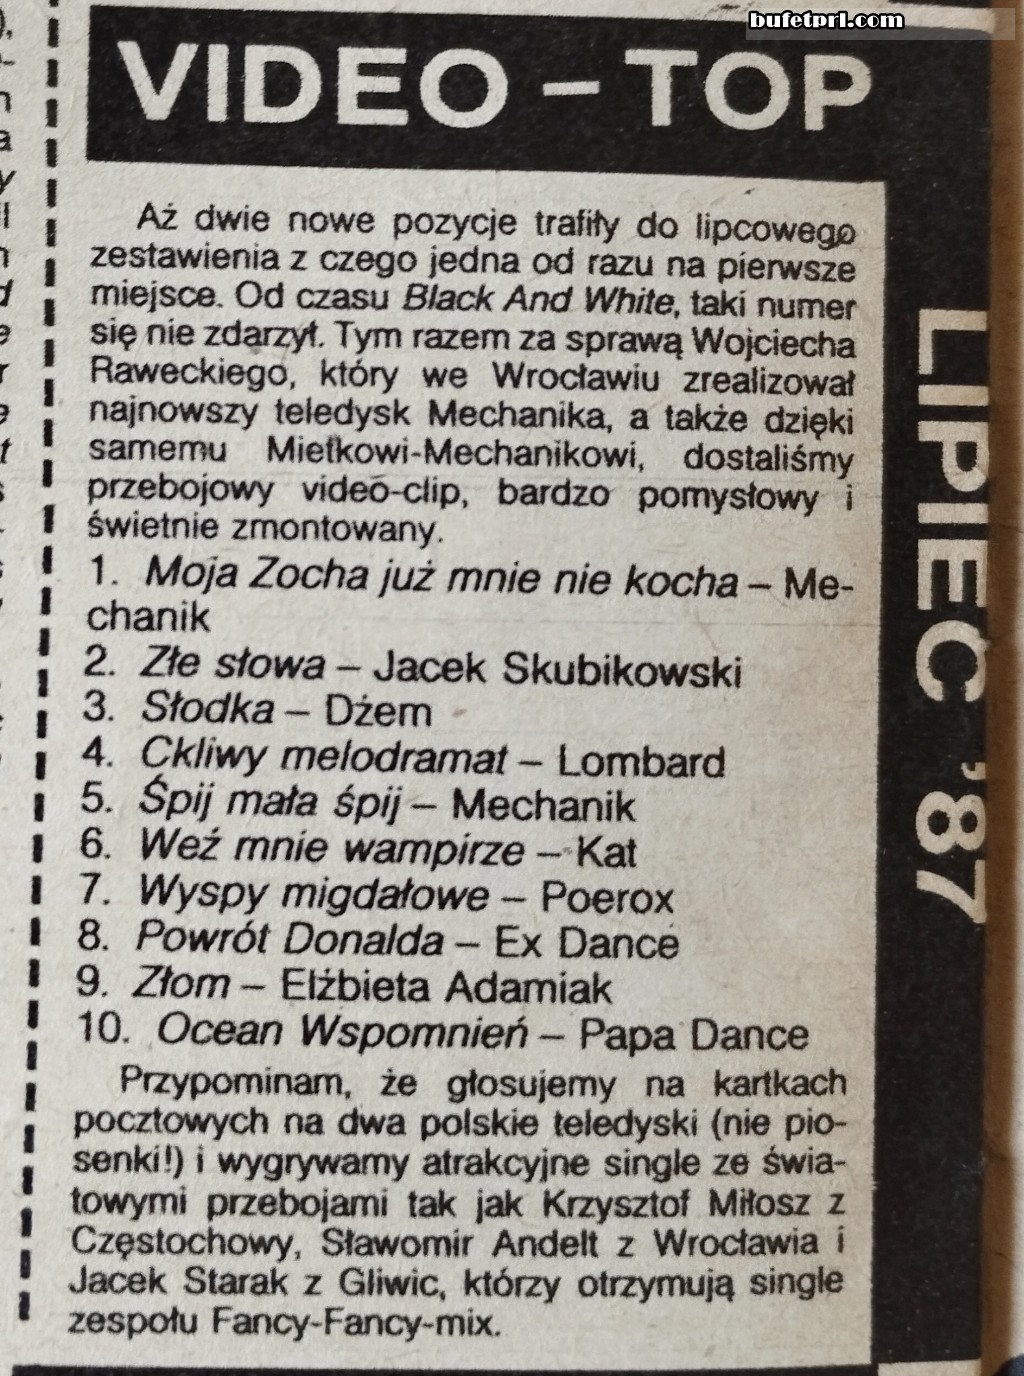 bufetprl.com
VIDEO – TOP
LIPIEC '87
Aż dwie nowe pozycje trafiły do lipcowego
zestawienia z czego jedna od razu na pierwsze
miejsce. Od czasu Black And White, taki numer
się nie zdarzył. Tym razem za sprawą Wojciecha
Raweckiego, który we Wrocławiu zrealizował
najnowszy teledysk Mechanika, a także dzięki
samemu Mietkowi-Mechanikowi, dostaliśmy
przebojowy video-clip, bardzo pomysłowy i
świetnie zmontowany.
1. Moja Zocha już mnie nie kocha – Me-
chanik
2. Złe słowa – Jacek Skubikowski
3. Słodka – Dżem
4. Ckliwy melodramat – Lombard
5. Śpij mała śpij – Mechanik
6. Weź mnie wampirze – Kat
7. Wyspy migdałowe – Poerox
8. Powrót Donalda – Ex Dance
9. Złom – Elżbieta Adamiak
10. Ocean Wspomnień – Papa Dance
Przypominam, że głosujemy na kartkach
pocztowych na dwa polskie teledyski (nie pio-
senki!) i wygrywamy atrakcyjne single ze świa-
towymi przebojami tak jak Krzysztof Miłosz z
Częstochowy, Sławomir Andelt z Wrocławia i
Jacek Starak z Gliwic, którzy otrzymują single
zespołu Fancy-Fancy-mix.